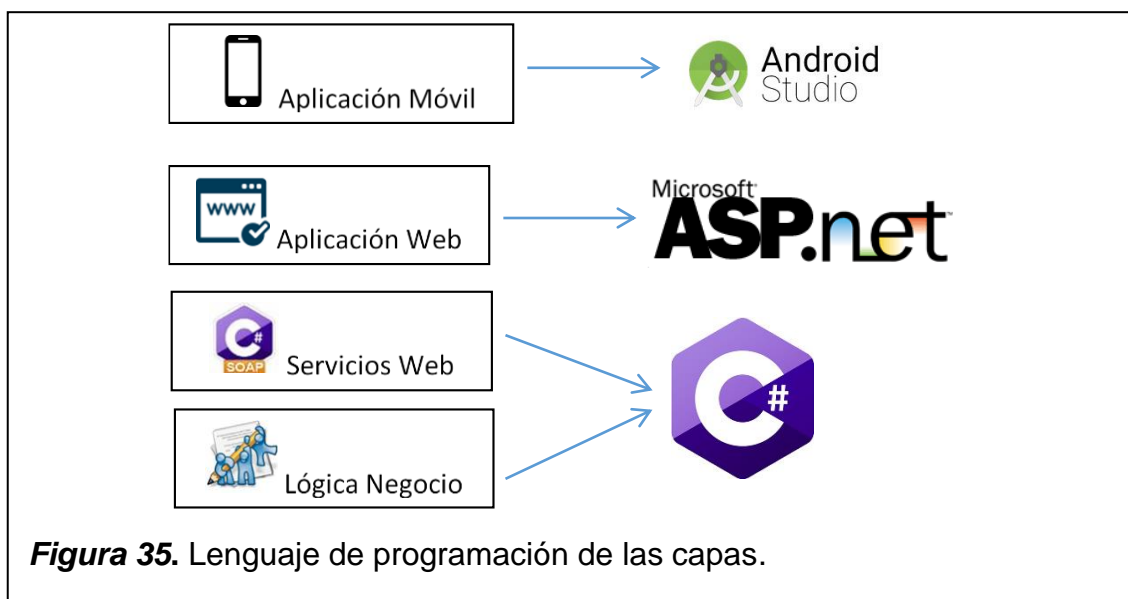 Aplicación Móvil
Android
Studio
www
Aplicación Web
Microsoft
ASP.net
C#
SOAP
Servicios Web
C#
Lógica Negocio
Figura 35. Lenguaje de programación de las capas.